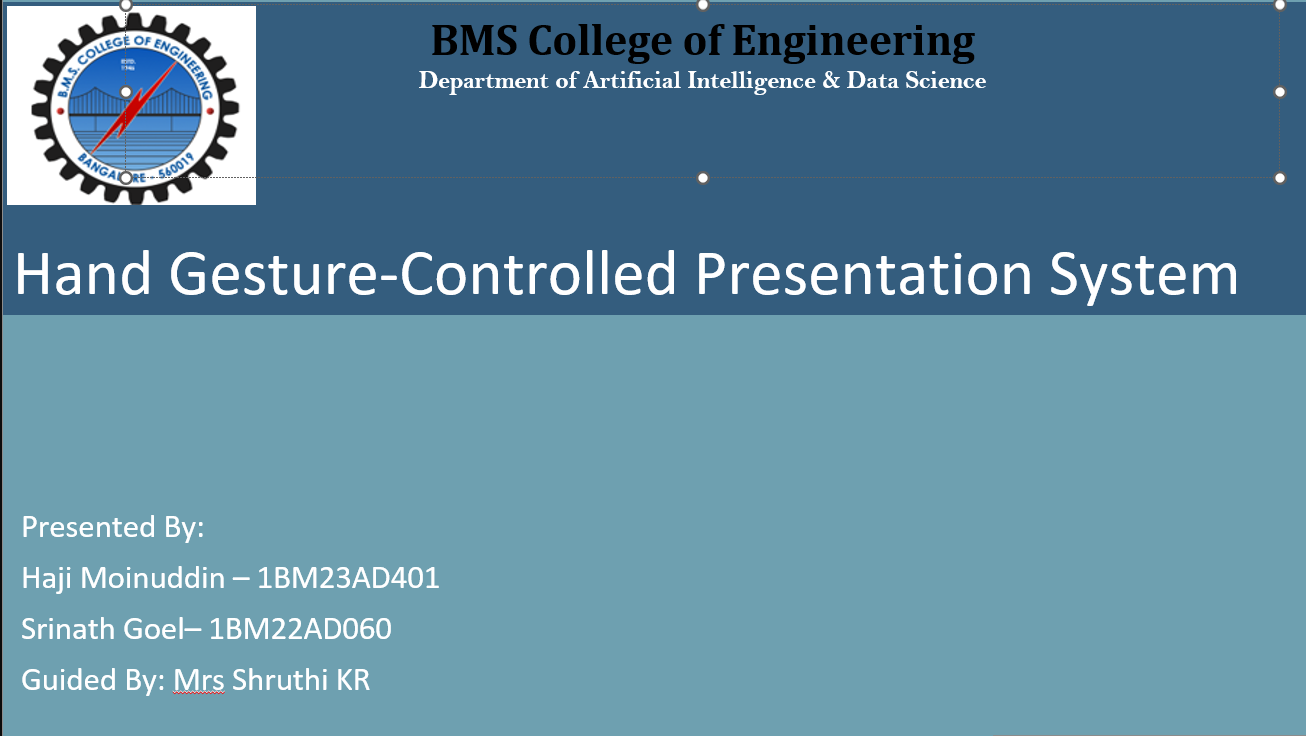 B.M.S. COLLEGE OF ENGINEERING
ESTD.
1946
BANGALORE - 560019
BMS College of Engineering
Department of Artificial Intelligence & Data Science
Hand Gesture-Controlled Presentation System
Presented By:
Haji Moinuddin – 1BM23AD401
Srinath Goel– 1BM22AD060
Guided By: Mrs Shruthi KR